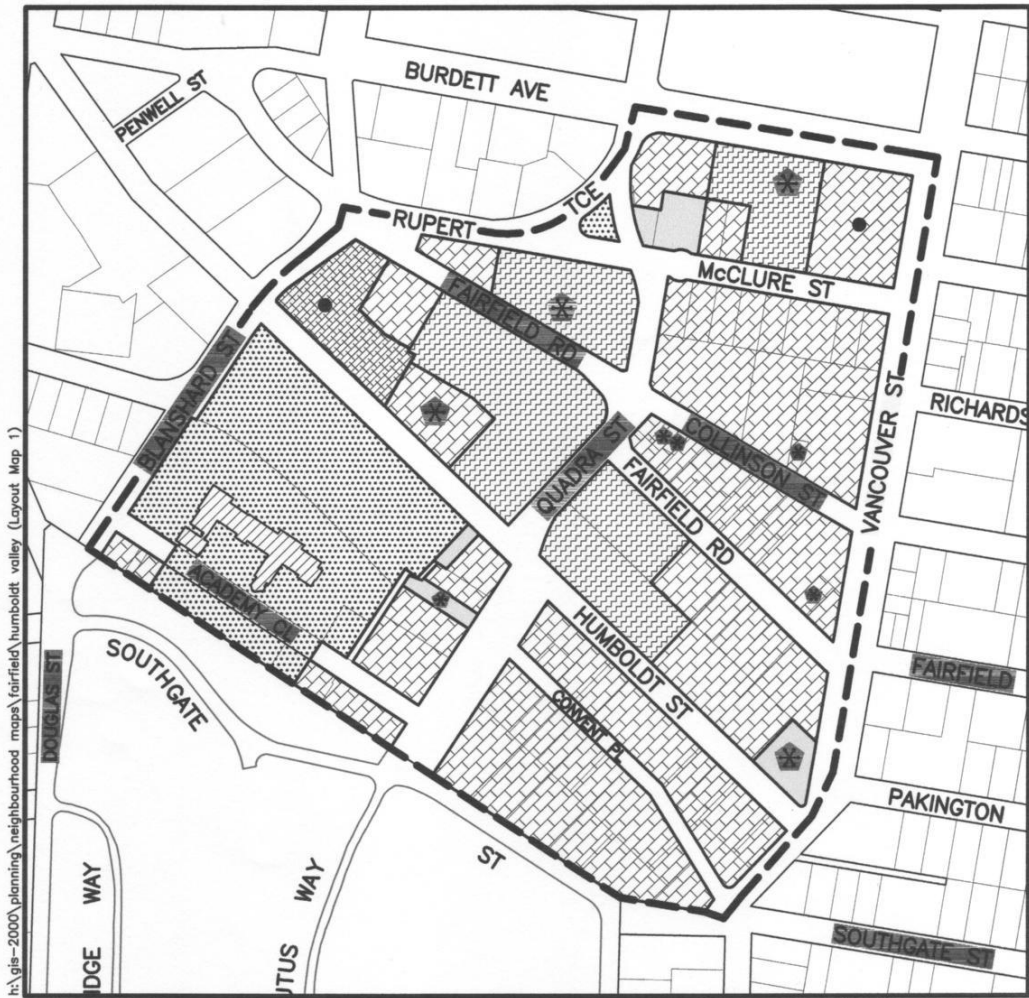 BURDETT AVE
PENWELL ST
RUPERT
TCE
McCLURE ST
FAIRFIELD RD
BLANSHARD ST
RICHARDS
VANCOUVER ST
COLLINSON ST
QUADRA ST
FAIRFIELD RD
ACADEMY CL
HUMBOLDT ST
SOUTHGATE
DOUGLAS ST
FAIRFIELD
CONVENT PL
PAKINGTON
ST
IDGE WAY
UTUS WAY
SOUTHGATE ST
h:\gis-2000\planning\neighbourhood maps\fairfield\humboldt valley (Layout Map 1)